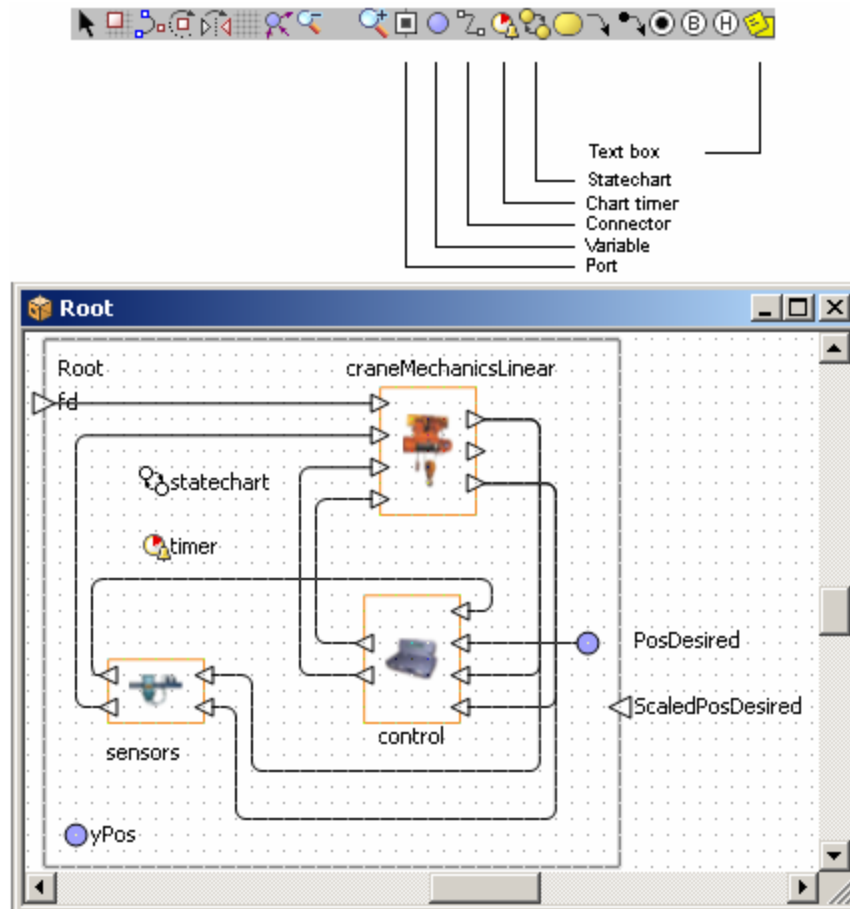 B
H
Text box
Statechart
Chart timer
Connector
Variable
Port
Root
Root
craneMechanicsLinear
fd
statechart
timer
PosDesired
ScaledPosDesired
control
sensors
yPos